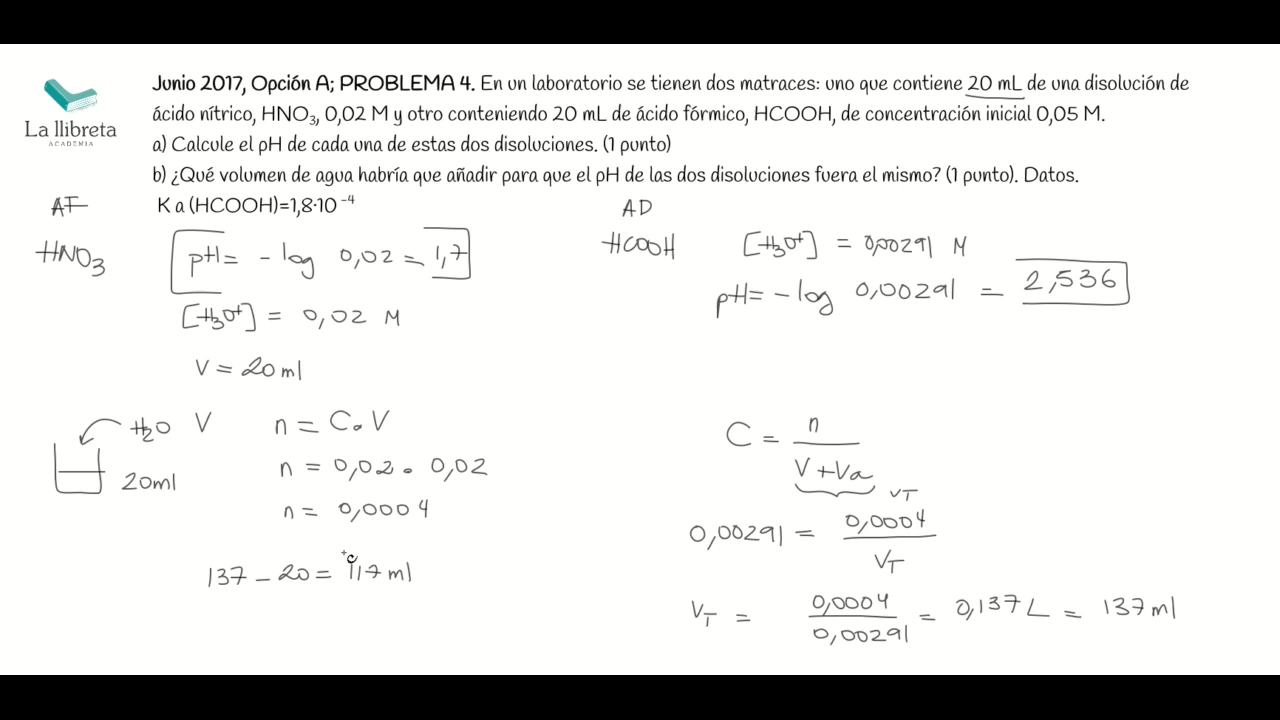 La llibreta
ACADEMIA
Junio 2017, Opción A; PROBLEMA 4. En un laboratorio se tienen dos matraces: uno que contiene 20 mL de una disolución de
ácido nítrico, HNO₃, 0,02 M y otro conteniendo 20 mL de ácido fórmico, HCOOH, de concentración inicial 0,05 M.
a) Calcule el pH de cada una de estas dos disoluciones. (1 punto)
b) ¿Qué volumen de agua habría que añadir para que el pH de las dos disoluciones fuera el mismo? (1 punto). Datos.
K a (HCOOH)=1,8·10⁻⁴
AF
HNO₃
pH = - log 0,02 = 1,7
[H₃O⁺] = 0,02 M
V = 20 ml
AD
HCOOH
[H₃O⁺] = 0,00291 M
pH = - log 0,00291 = 2,536
H₂O V
20ml
n = C. V
n = 0,02 . 0,02
n = 0,0004
137 - 20 = 117 ml
C = n / V + Va
VT
0,00291 = 0,0004 / VT
VT = 0,0004 / 0,00291 = 0,137 L = 137 ml